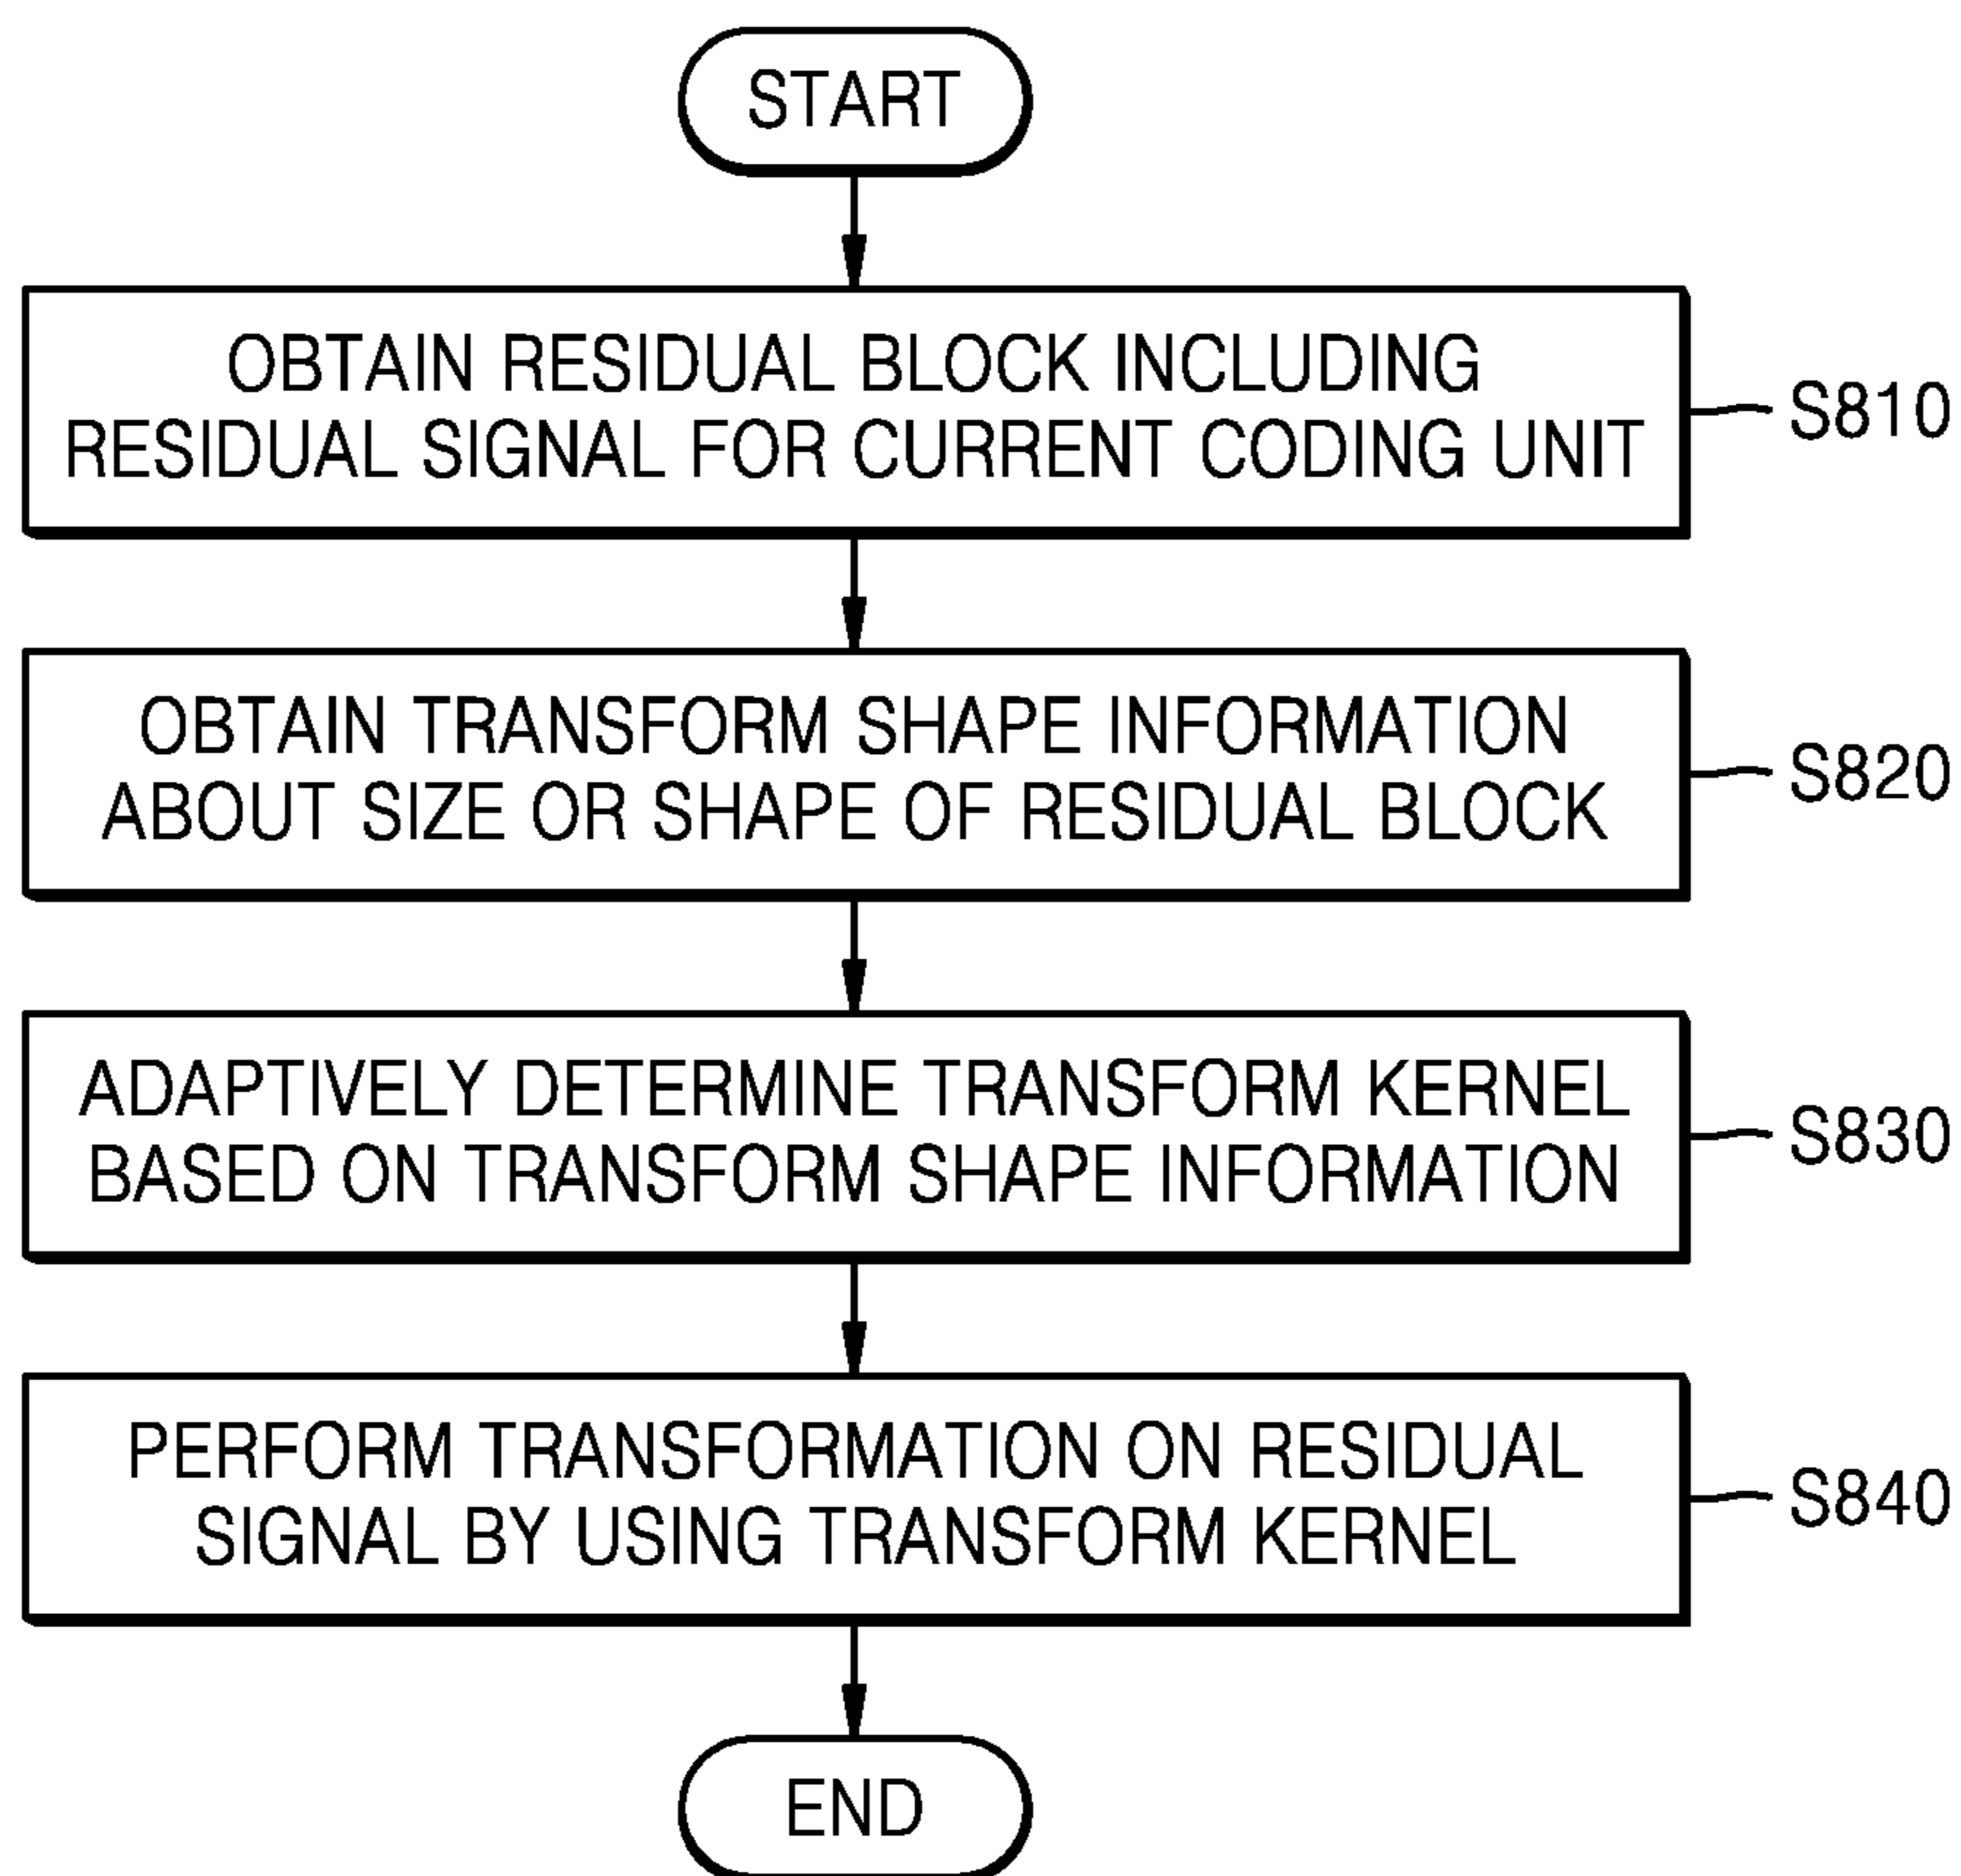 START
OBTAIN RESIDUAL BLOCK INCLUDING
RESIDUAL SIGNAL FOR CURRENT CODING UNIT
S810
OBTAIN TRANSFORM SHAPE INFORMATION
ABOUT SIZE OR SHAPE OF RESIDUAL BLOCK
S820
ADAPTIVELY DETERMINE TRANSFORM KERNEL
BASED ON TRANSFORM SHAPE INFORMATION
S830
PERFORM TRANSFORMATION ON RESIDUAL
SIGNAL BY USING TRANSFORM KERNEL
S840
END